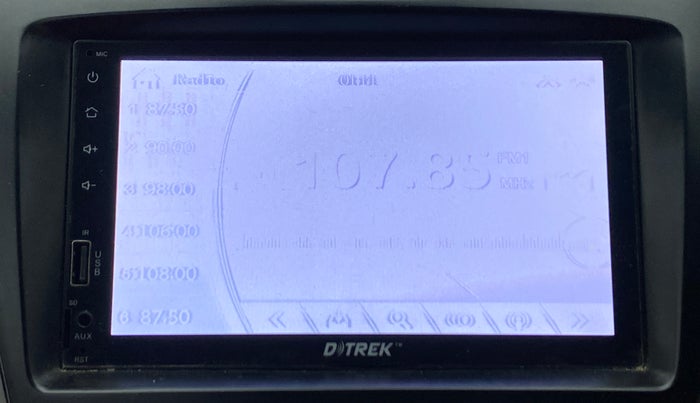 MIC
Radio
1 87.50
2 90.00
3 98.00
4 106.00
5 108.00
6 87.50
107.85
FM1
MHz
IR
USB
SD
AUX
RST
D TREK™